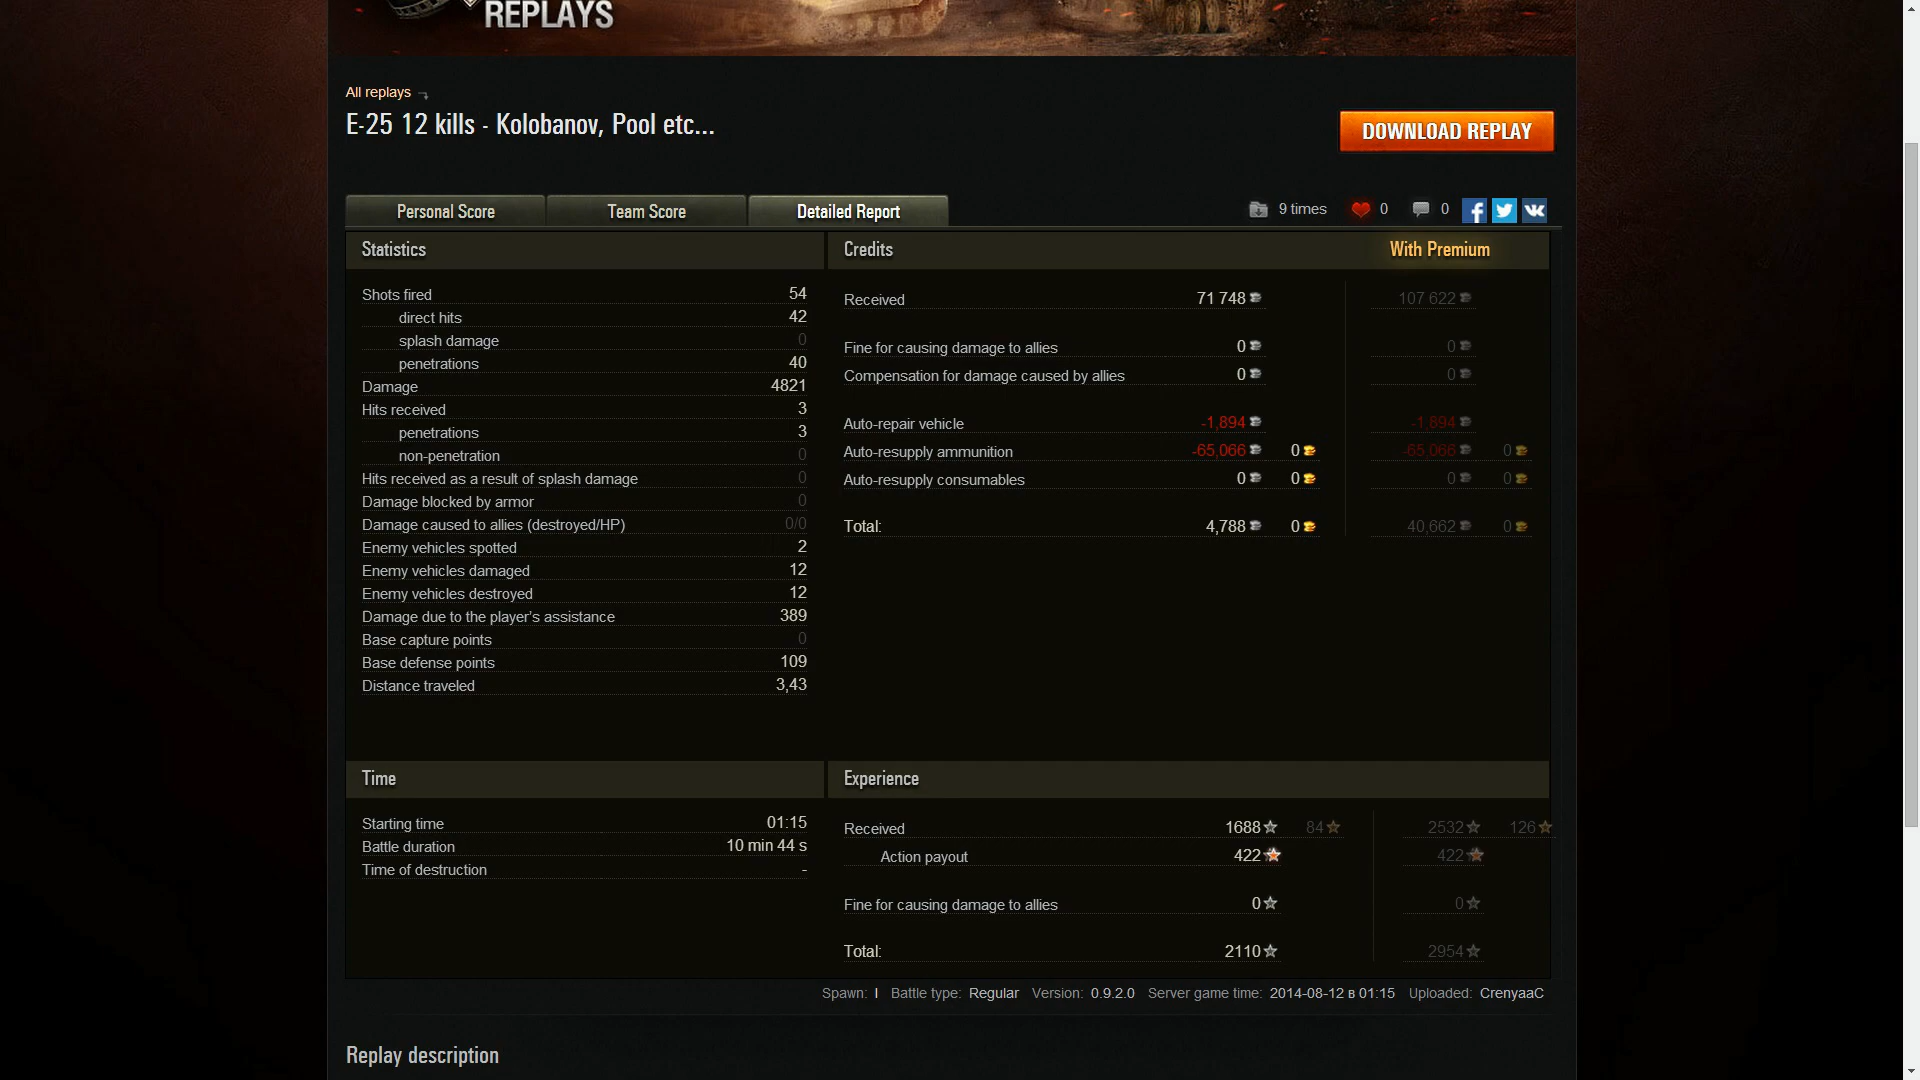 REPLAYS
All replays
E-25 12 kills - Kolobanov, Pool etc...
DOWNLOAD REPLAY
Personal Score Team Score Detailed Report 9 times 0 0
Statistics
Shots fired 54
direct hits 42
splash damage 0
penetrations 40
Damage 4821
Hits received 3
penetrations 3
non-penetration 0
Hits received as a result of splash damage 0
Damage blocked by armor 0
Damage caused to allies (destroyed/HP) 0/0
Enemy vehicles spotted 2
Enemy vehicles damaged 12
Enemy vehicles destroyed 12
Damage due to the player's assistance 389
Base capture points 0
Base defense points 109
Distance traveled 3,43
Credits With Premium
Received 71 748 107 622
Fine for causing damage to allies 0 0
Compensation for damage caused by allies 0 0
Auto-repair vehicle -1,894 -1,894
Auto-resupply ammunition -65,066 0 -65,066 0
Auto-resupply consumables 0 0 0 0
Total: 4,788 0 40,662 0
Time
Starting time 01:15
Battle duration 10 min 44 s
Time of destruction -
Experience
Received 1688 84 2532 126
Action payout 422 422
Fine for causing damage to allies 0 0
Total: 2110 2954
Spawn: I Battle type: Regular Version: 0.9.2.0 Server game time: 2014-08-12 в 01:15 Uploaded: CrenyaaC
Replay description